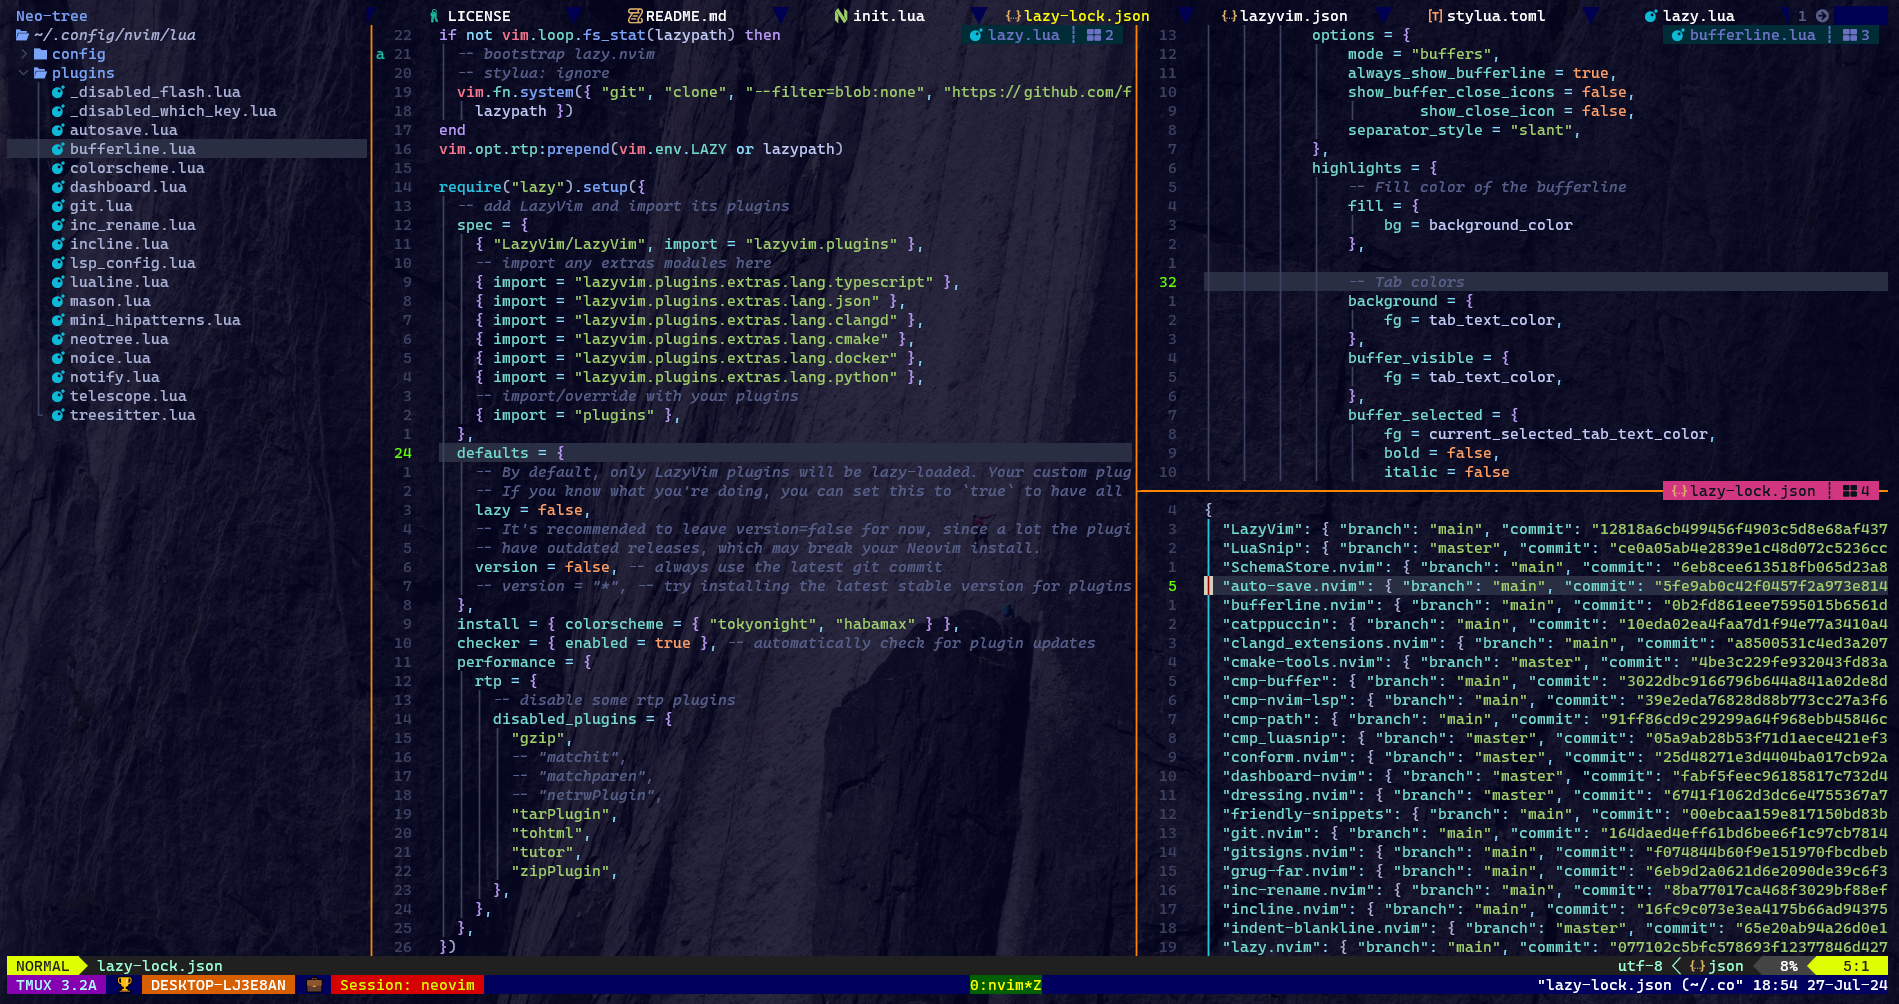 Neo-tree
~/.config/nvim/lua
config
plugins
_disabled_flash.lua
_disabled_which_key.lua
autosave.lua
bufferline.lua
colorscheme.lua
dashboard.lua
git.lua
inc_rename.lua
incline.lua
lsp_config.lua
lualine.lua
mason.lua
mini_hipatterns.lua
neotree.lua
noice.lua
notify.lua
telescope.lua
treesitter.lua
LICENSE README.md init.lua lazy-lock.json lazyvim.json stylua.toml lazy.lua 1
lazy.lua 2
22 if not vim.loop.fs_stat(lazypath) then
a 21 -- bootstrap lazy.nvim
20 -- stylua: ignore
19 vim.fn.system({ "git", "clone", "--filter=blob:none", "https://github.com/f
18 lazypath })
17 end
16 vim.opt.rtp:prepend(vim.env.LAZY or lazypath)
15
14 require("lazy").setup({
13 -- add LazyVim and import its plugins
12 spec = {
11 { "LazyVim/LazyVim", import = "lazyvim.plugins" },
10 -- import any extras modules here
9 { import = "lazyvim.plugins.extras.lang.typescript" },
8 { import = "lazyvim.plugins.extras.lang.json" },
7 { import = "lazyvim.plugins.extras.lang.clangd" },
6 { import = "lazyvim.plugins.extras.lang.cmake" },
5 { import = "lazyvim.plugins.extras.lang.docker" },
4 { import = "lazyvim.plugins.extras.lang.python" },
3 -- import/override with your plugins
2 { import = "plugins" },
1 },
24 defaults = {
1 -- By default, only LazyVim plugins will be lazy-loaded. Your custom plug
2 -- If you know what you're doing, you can set this to `true` to have all
3 lazy = false,
4 -- It's recommended to leave version=false for now, since a lot the plugi
5 -- have outdated releases, which may break your Neovim install.
6 version = false, -- always use the latest git commit
7 -- version = "*", -- try installing the latest stable version for plugins
8 },
9 install = { colorscheme = { "tokyonight", "habamax" } },
10 checker = { enabled = true }, -- automatically check for plugin updates
11 performance = {
12 rtp = {
13 -- disable some rtp plugins
14 disabled_plugins = {
15 "gzip",
16 -- "matchit",
17 -- "matchparen",
18 -- "netrwPlugin",
19 "tarPlugin",
20 "tohtml",
21 "tutor",
22 "zipPlugin",
23 },
24 },
25 },
26 })
bufferline.lua 3
13 options = {
12 mode = "buffers",
11 always_show_bufferline = true,
10 show_buffer_close_icons = false,
9 show_close_icon = false,
8 separator_style = "slant",
7 },
6 highlights = {
5 -- Fill color of the bufferline
4 fill = {
3 bg = background_color
2 },
1
32 -- Tab colors
1 background = {
2 fg = tab_text_color,
3 },
4 buffer_visible = {
5 fg = tab_text_color,
6 },
7 buffer_selected = {
8 fg = current_selected_tab_text_color,
9 bold = false,
10 italic = false
lazy-lock.json 4
4 {
3 "LazyVim": { "branch": "main", "commit": "12818a6cb499456f4903c5d8e68af437
2 "LuaSnip": { "branch": "master", "commit": "ce0a05ab4e2839e1c48d072c5236cc
1 "SchemaStore.nvim": { "branch": "main", "commit": "6eb8cee613518fb065d23a8
5 "auto-save.nvim": { "branch": "main", "commit": "5fe9ab0c42f0457f2a973e814
1 "bufferline.nvim": { "branch": "main", "commit": "0b2fd861eee7595015b6561d
2 "catppuccin": { "branch": "main", "commit": "10eda02ea4faa7d1f94e77a3410a4
3 "clangd_extensions.nvim": { "branch": "main", "commit": "a8500531c4ed3a207
4 "cmake-tools.nvim": { "branch": "master", "commit": "4be3c229fe932043fd83a
5 "cmp-buffer": { "branch": "main", "commit": "3022dbc9166796b644a841a02de8d
6 "cmp-nvim-lsp": { "branch": "main", "commit": "39e2eda76828d88b773cc27a3f6
7 "cmp-path": { "branch": "main", "commit": "91ff86cd9c29299a64f968ebb45846c
8 "cmp_luasnip": { "branch": "master", "commit": "05a9ab28b53f71d1aece421ef3
9 "conform.nvim": { "branch": "master", "commit": "25d48271e3d4404ba017cb92a
10 "dashboard-nvim": { "branch": "master", "commit": "fabf5feec96185817c732d4
11 "dressing.nvim": { "branch": "master", "commit": "6741f1062d3dc6e4755367a7
12 "friendly-snippets": { "branch": "main", "commit": "00ebcaa159e817150bd83b
13 "git.nvim": { "branch": "main", "commit": "164daed4eff61bd6bee6f1c97cb7814
14 "gitsigns.nvim": { "branch": "main", "commit": "f074844b60f9e151970fbcdbeb
15 "grug-far.nvim": { "branch": "main", "commit": "6eb9d2a0621d6e2090de39c6f3
16 "inc-rename.nvim": { "branch": "main", "commit": "8ba77017ca468f3029bf88ef
17 "incline.nvim": { "branch": "main", "commit": "16fc9c073e3ea4175b66ad94375
18 "indent-blankline.nvim": { "branch": "master", "commit": "65e20ab94a26d0e1
19 "lazy.nvim": { "branch": "main", "commit": "077102c5bfc578693f12377846d427
NORMAL lazy-lock.json utf-8 json 8% 5:1
TMUX 3.2A DESKTOP-LJ3E8AN Session: neovim 0:nvim*Z "lazy-lock.json (~/.co" 18:54 27-Jul-24